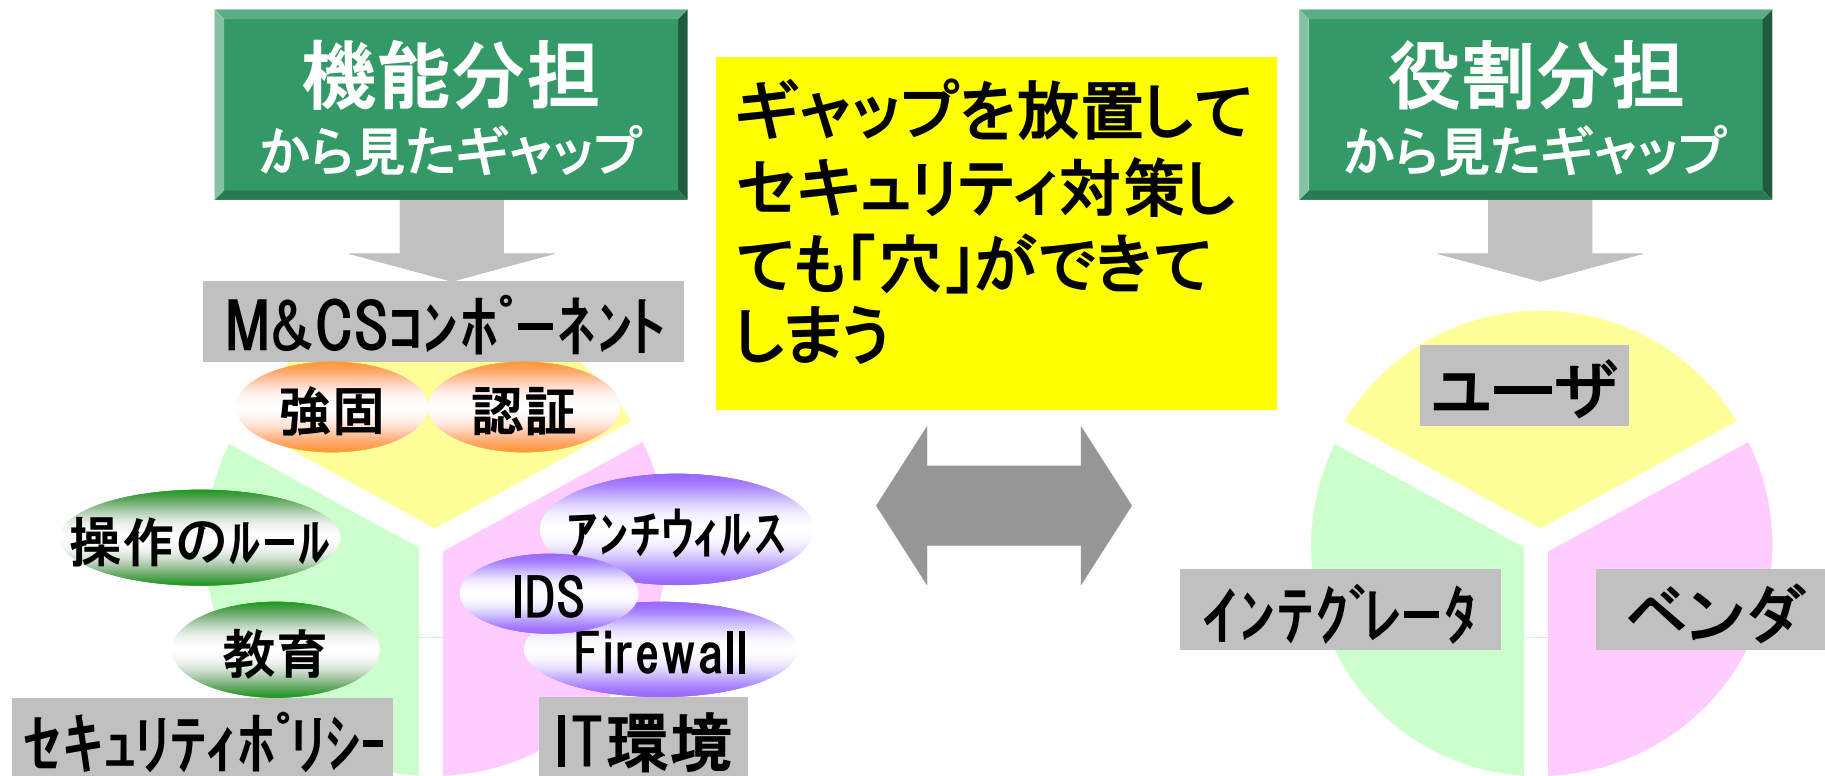 機能分担
から見たギャップ
ギャップを放置して
セキュリティ対策し
ても「穴」ができて
しまう
役割分担
から見たギャップ
M&CSｺﾝﾎﾟｰﾈﾝﾄ
強固
認証
操作のﾙｰﾙ
教育
セキュリティポリシー
アンチウィルス
IDS
Firewall
IT環境
ユーザ
インテグレータ
ベンダ